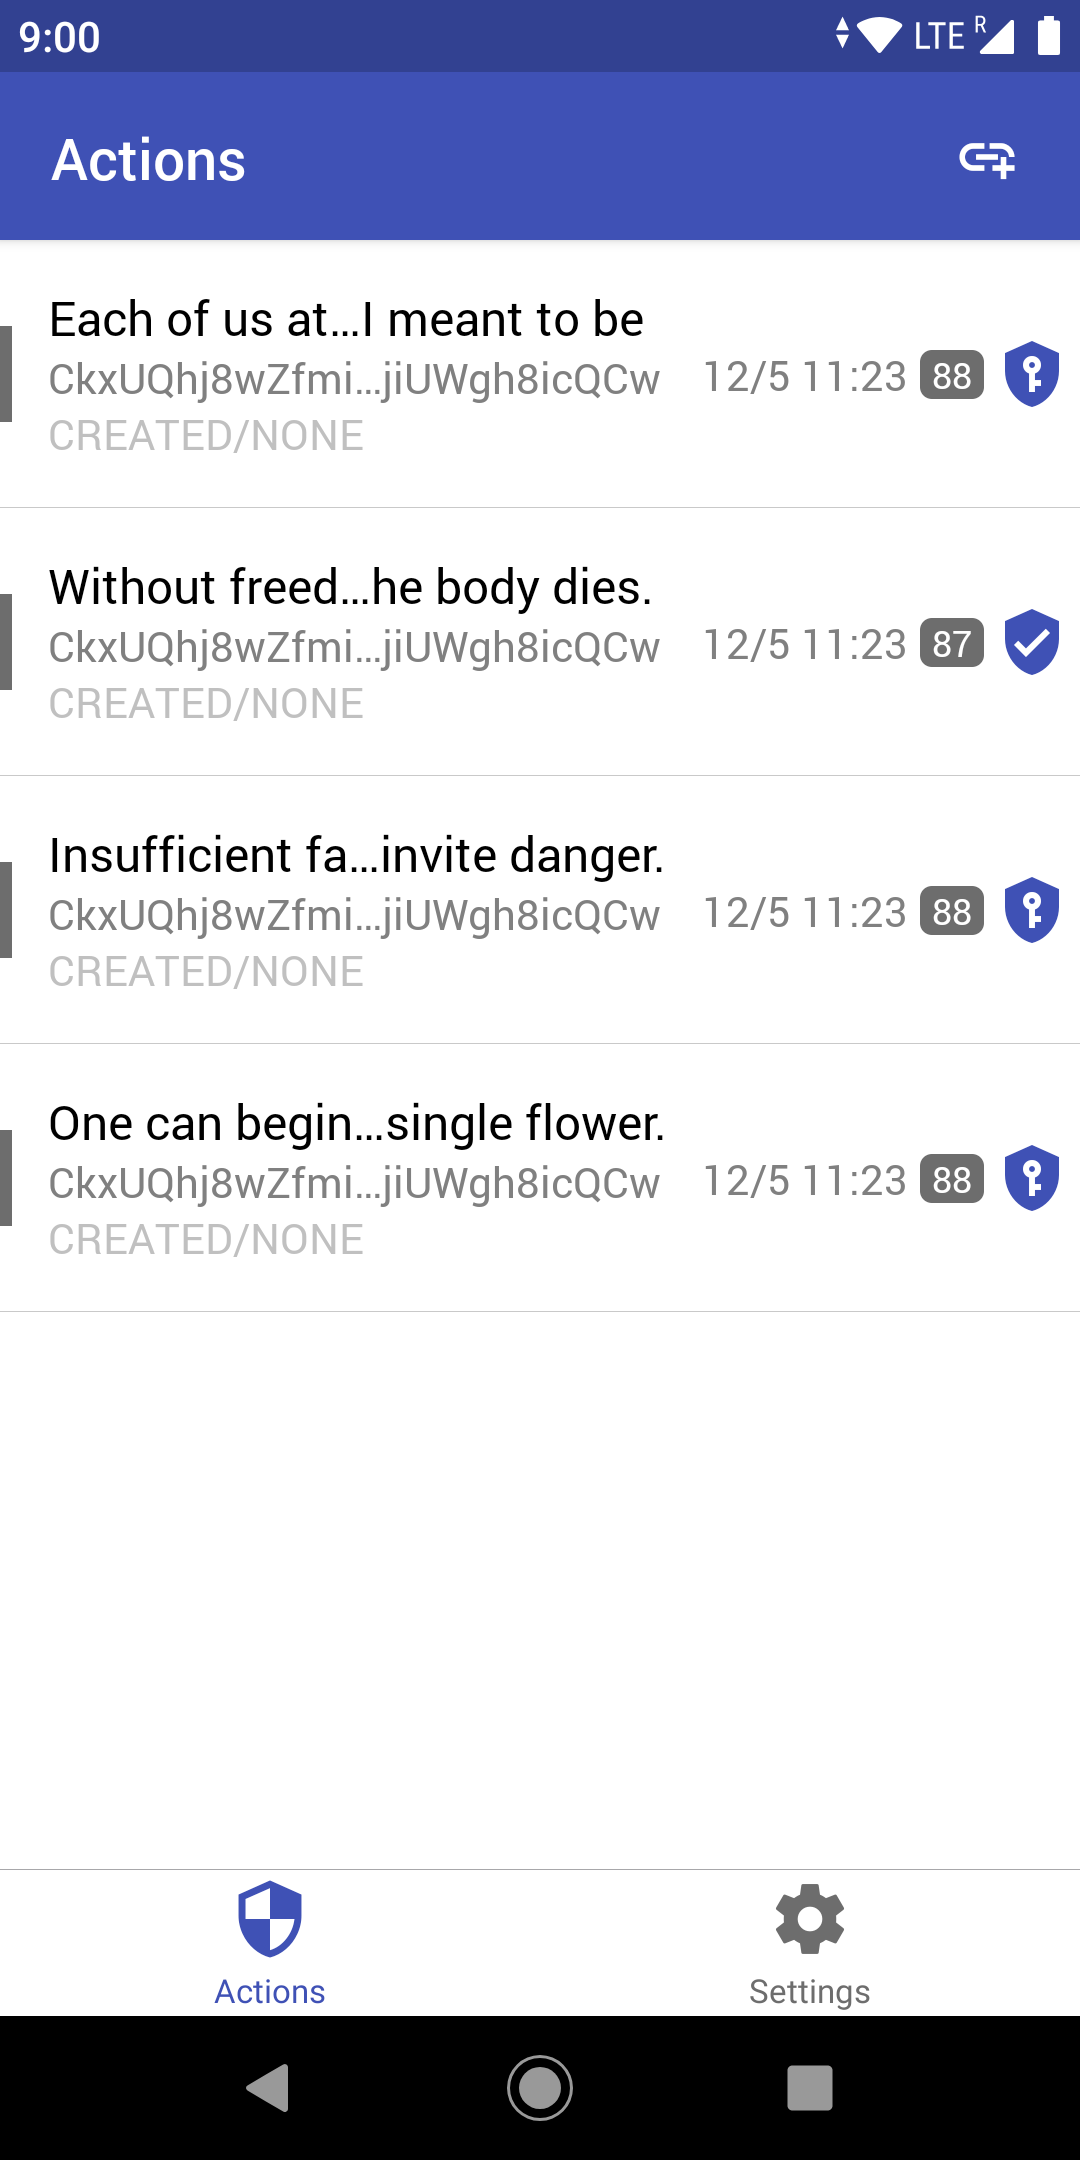 9:00 LTE R
Actions
Each of us at...I meant to be
CkxUQhj8wZfmi...jiUWgh8icQCw 12/5 11:23 88
CREATED/NONE
Without freed...he body dies.
CkxUQhj8wZfmi...jiUWgh8icQCw 12/5 11:23 87
CREATED/NONE
Insufficient fa...invite danger.
CkxUQhj8wZfmi...jiUWgh8icQCw 12/5 11:23 88
CREATED/NONE
One can begin...single flower.
CkxUQhj8wZfmi...jiUWgh8icQCw 12/5 11:23 88
CREATED/NONE
Actions Settings